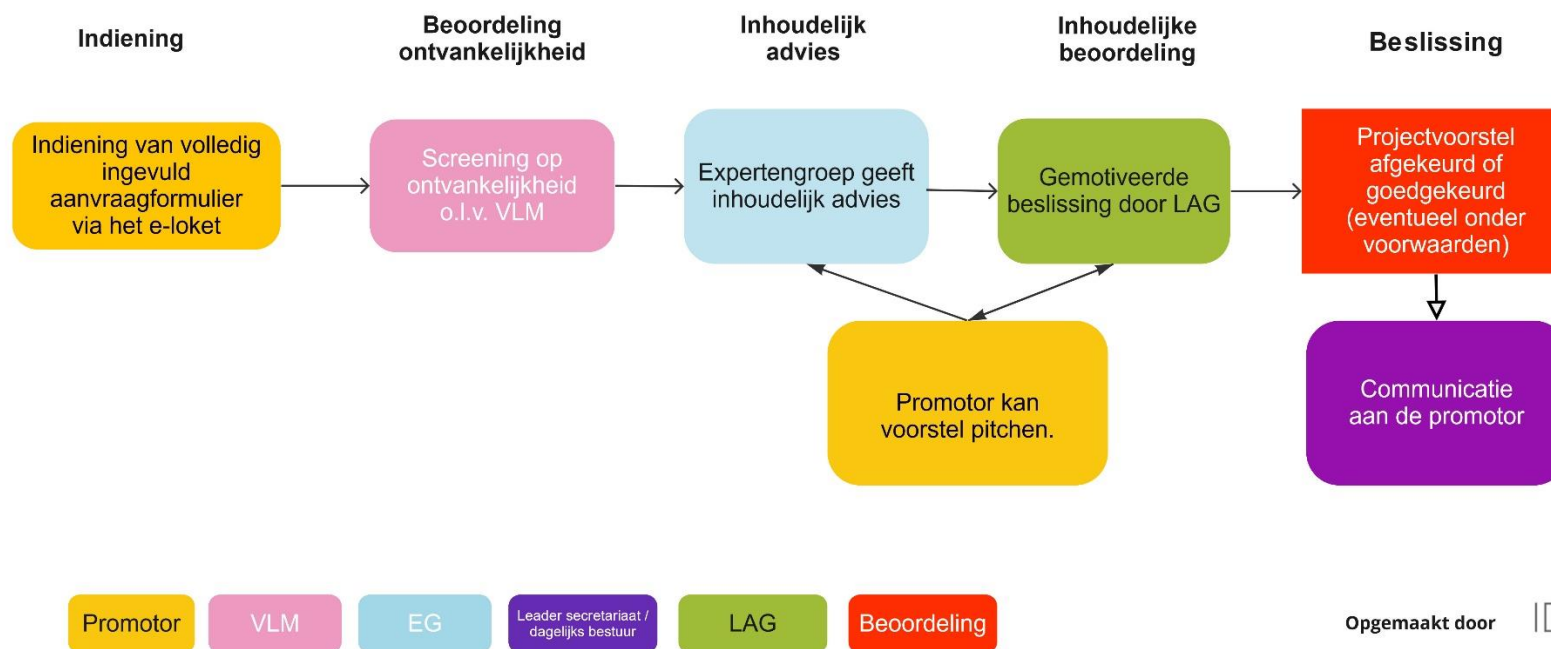 Indiening
Beoordeling
ontvankelijkheid
Inhoudelijk
advies
Inhoudelijke
beoordeling
Beslissing
Indiening van volledig
ingevuld
aanvraagformulier
via het e-loket
Screening op
ontvankelijkheid
o.l.v. VLM
Expertengroep geeft
inhoudelijk advies
Gemotiveerde
beslissing door LAG
Projectvoorstel
afgekeurd of
goedgekeurd
(eventueel onder
voorwaarden)
Promotor kan
voorstel pitchen.
Communicatie
aan de promotor
Promotor
VLM
EG
Leader secretariaat /
dagelijks bestuur
LAG
Beoordeling
Opgemaakt door